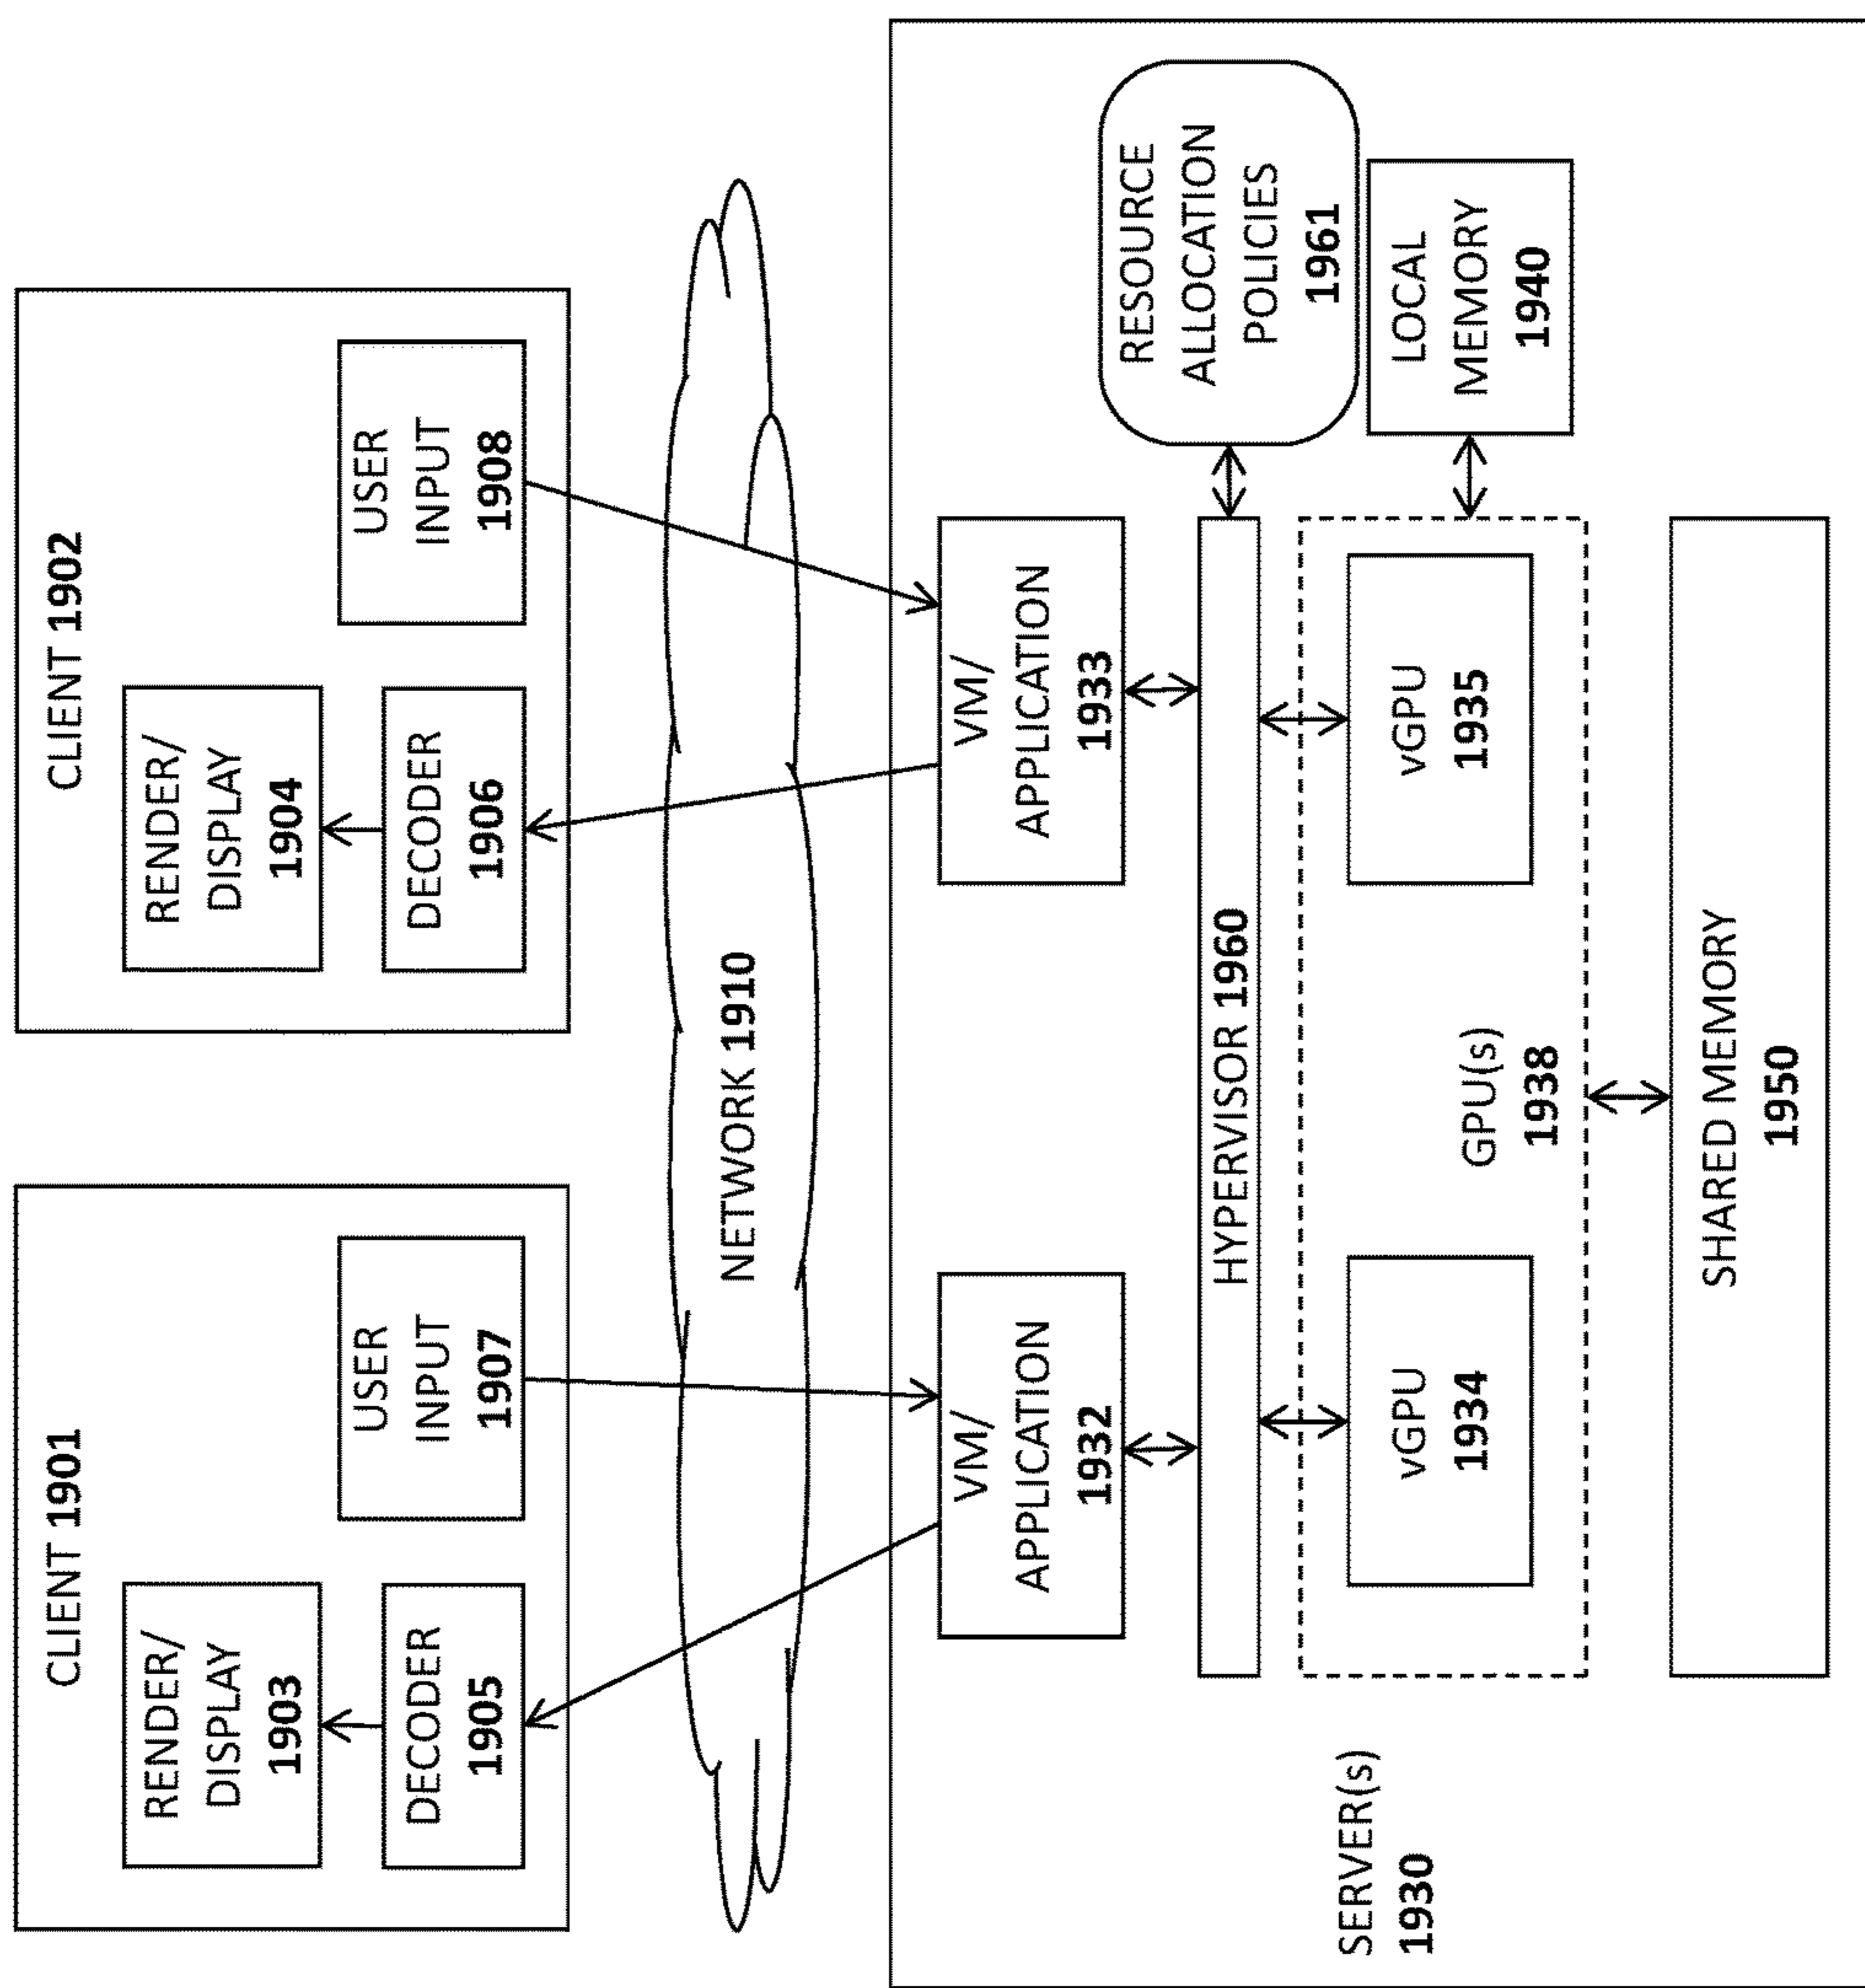 CLIENT 1901
RENDER/
DISPLAY
1903
DECODER
1905
USER
INPUT
1907
CLIENT 1902
RENDER/
DISPLAY
1904
DECODER
1906
USER
INPUT
1908
NETWORK 1910
SERVER(s)
1930
VM/
APPLICATION
1932
VM/
APPLICATION
1933
HYPERVISOR 1960
RESOURCE
ALLOCATION
POLICIES
1961
vGPU
1934
GPU(s)
1938
vGPU
1935
LOCAL
MEMORY
1940
SHARED MEMORY
1950